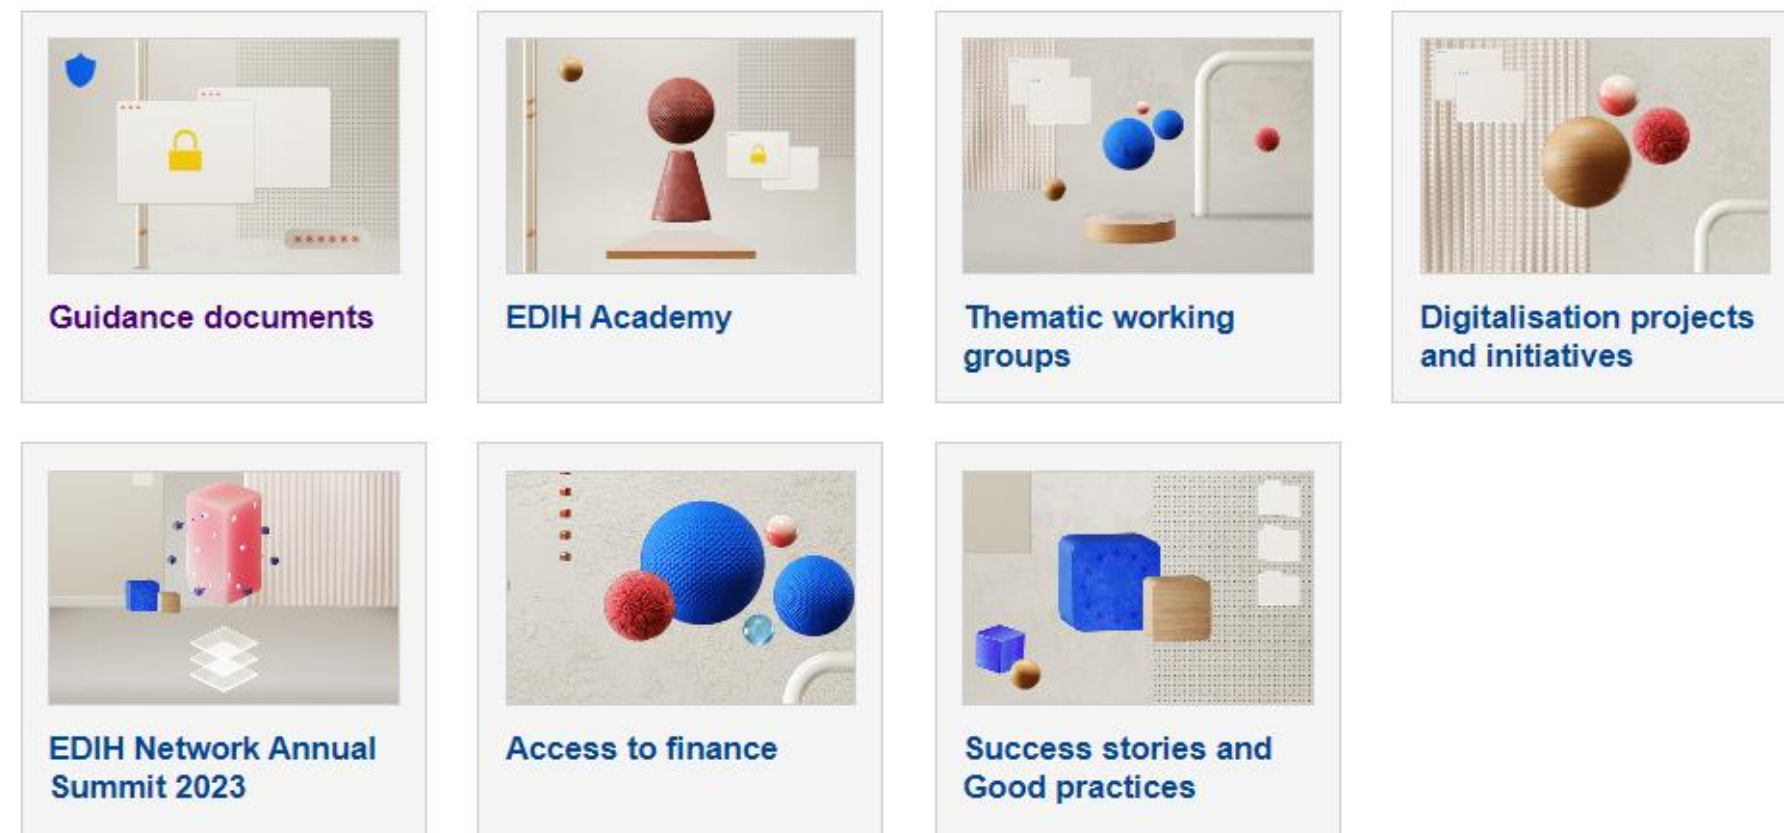 Guidance documents
EDIH Academy
Thematic working
groups
Digitalisation projects
and initiatives
EDIH Network Annual
Summit 2023
Access to finance
Success stories and
Good practices